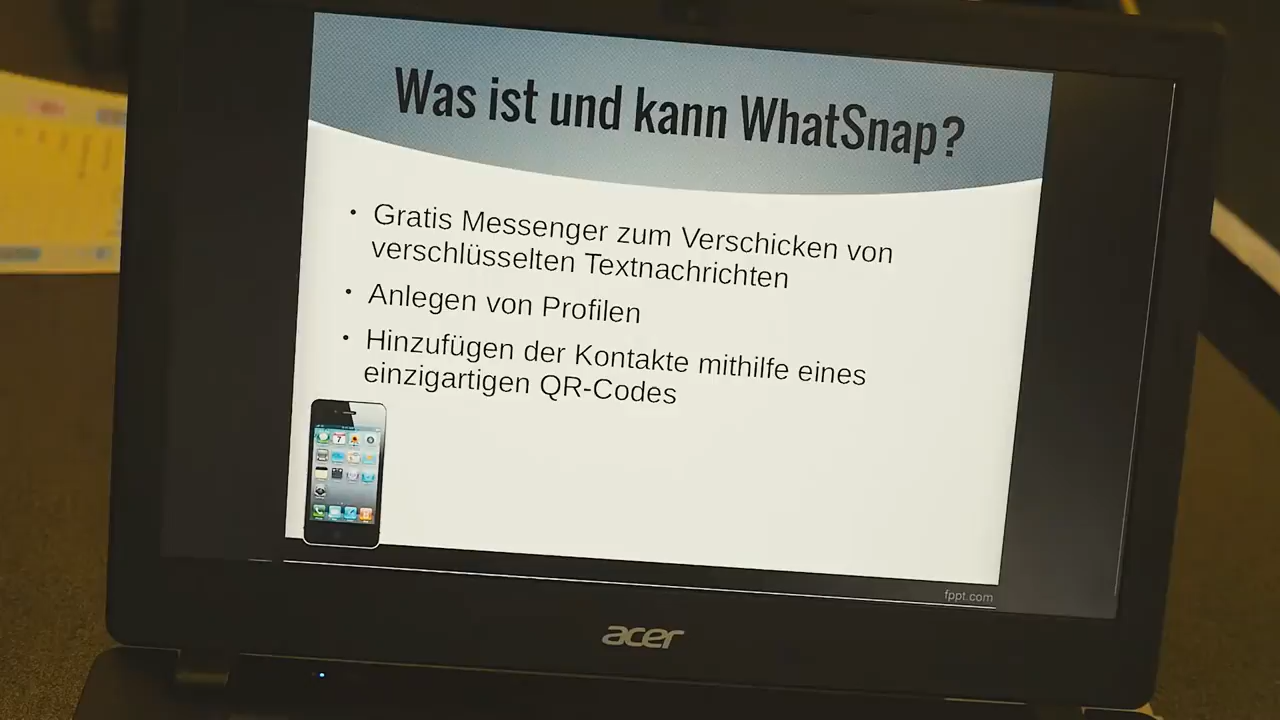 Was ist und kann WhatSnap?
• Gratis Messenger zum Verschicken von
verschlüsselten Textnachrichten
• Anlegen von Profilen
• Hinzufügen der Kontakte mithilfe eines
einzigartigen QR-Codes
fppt.com
acer